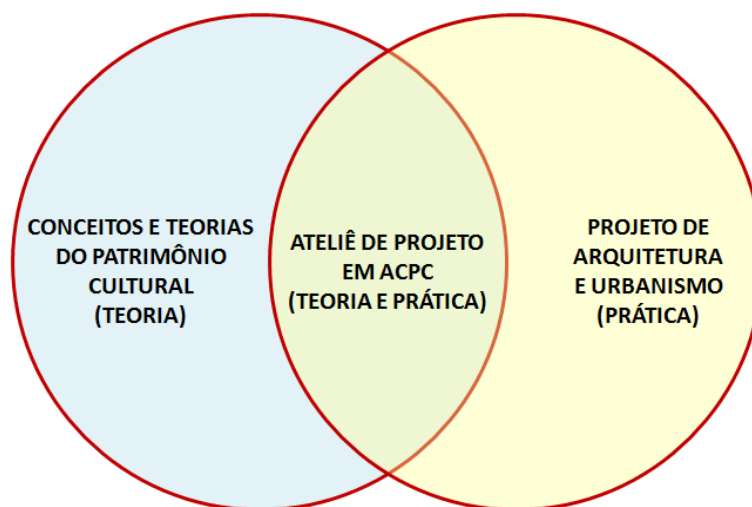 CONCEITOS E TEORIAS
DO PATRIMÔNIO
CULTURAL
(TEORIA)
ATELIÊ DE PROJETO
EM ACPC
(TEORIA E PRÁTICA)
PROJETO DE
ARQUITETURA
E URBANISMO
(PRÁTICA)